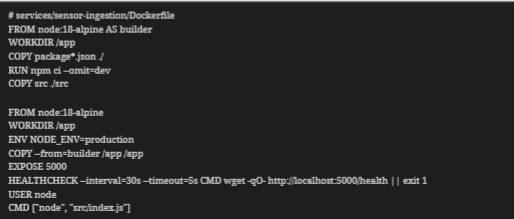 # services/sensor-ingestion/Dockerfile
FROM node:18-alpine AS builder
WORKDIR /app
COPY package*.json ./
RUN npm ci --omit=dev
COPY src ./src

FROM node:18-alpine
WORKDIR /app
ENV NODE_ENV=production
COPY --from=builder /app /app
EXPOSE 5000
HEALTHCHECK --interval=30s --timeout=5s CMD wget -qO- http://localhost:5000/health || exit 1
USER node
CMD ["node", "src/index.js"]